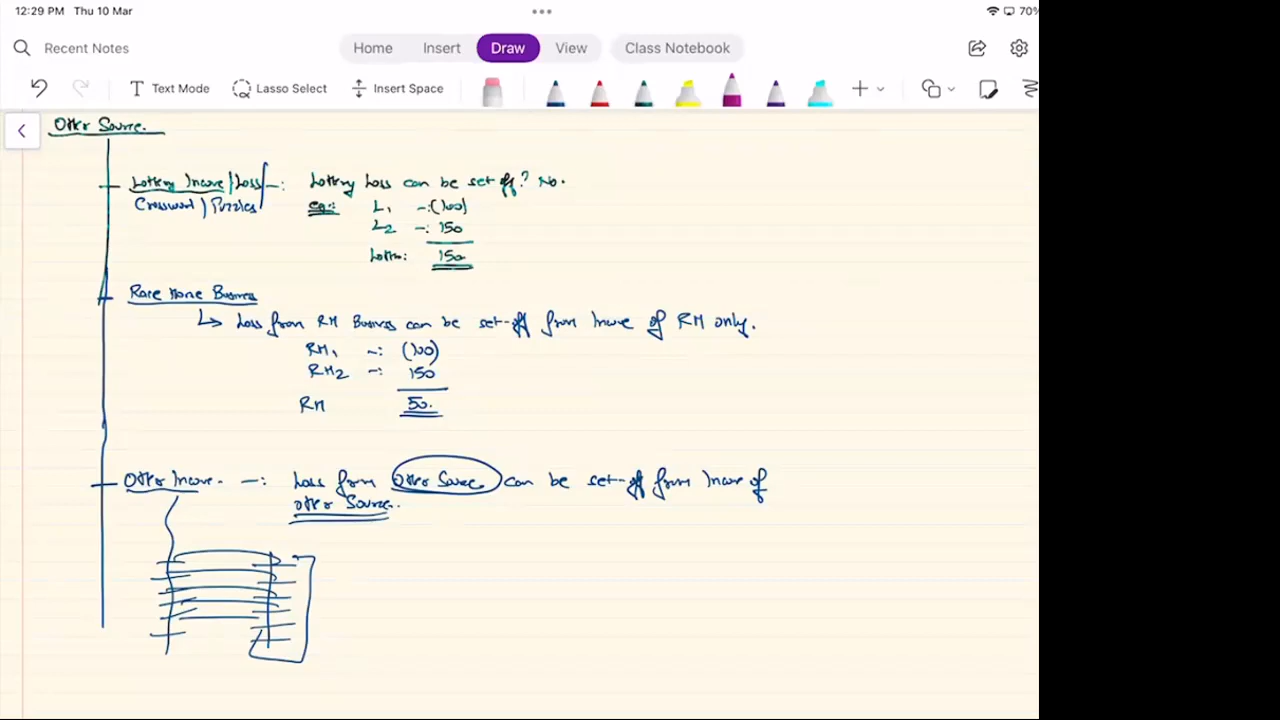 12:29 PM Thu 10 Mar 70%
Recent Notes Home Insert Draw View Class Notebook
Text Mode Lasso Select Insert Space
Other Source.
Lottery Income / Loss -: Lottery Loss can be set off? No.
Crossword / Puzzles eg:- L1 -: (100)
L2 -: 150
150
Race Horse Business
↳ Loss from RH Business can be set-off from Income of RH only.
RH1 -: (100)
RH2 -: 150
RH 50.
Other Income. -: Loss from Other Source can be set-off from Income of
other Source.